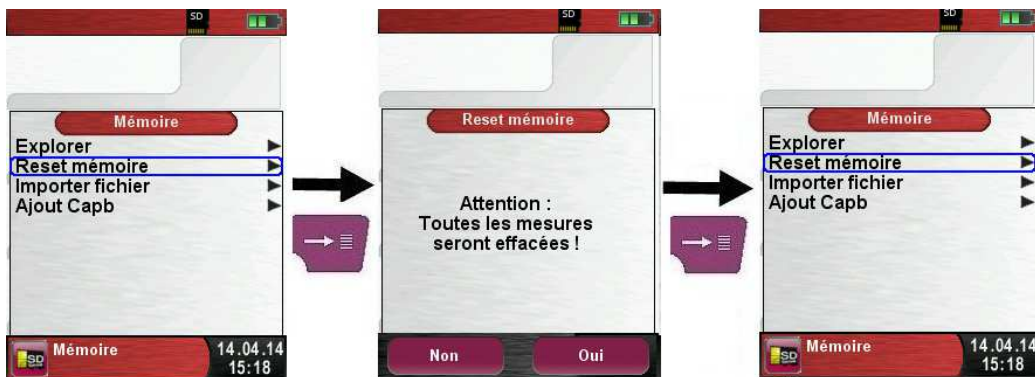 SD
Mémoire
Explorer
Reset mémoire
Importer fichier
Ajout Capb
SD
Mémoire
14.04.14
15:18
SD
Reset mémoire
Attention :
Toutes les mesures
seront effacées !
Non
Oui
SD
Mémoire
Explorer
Reset mémoire
Importer fichier
Ajout Capb
SD
Mémoire
14.04.14
15:18